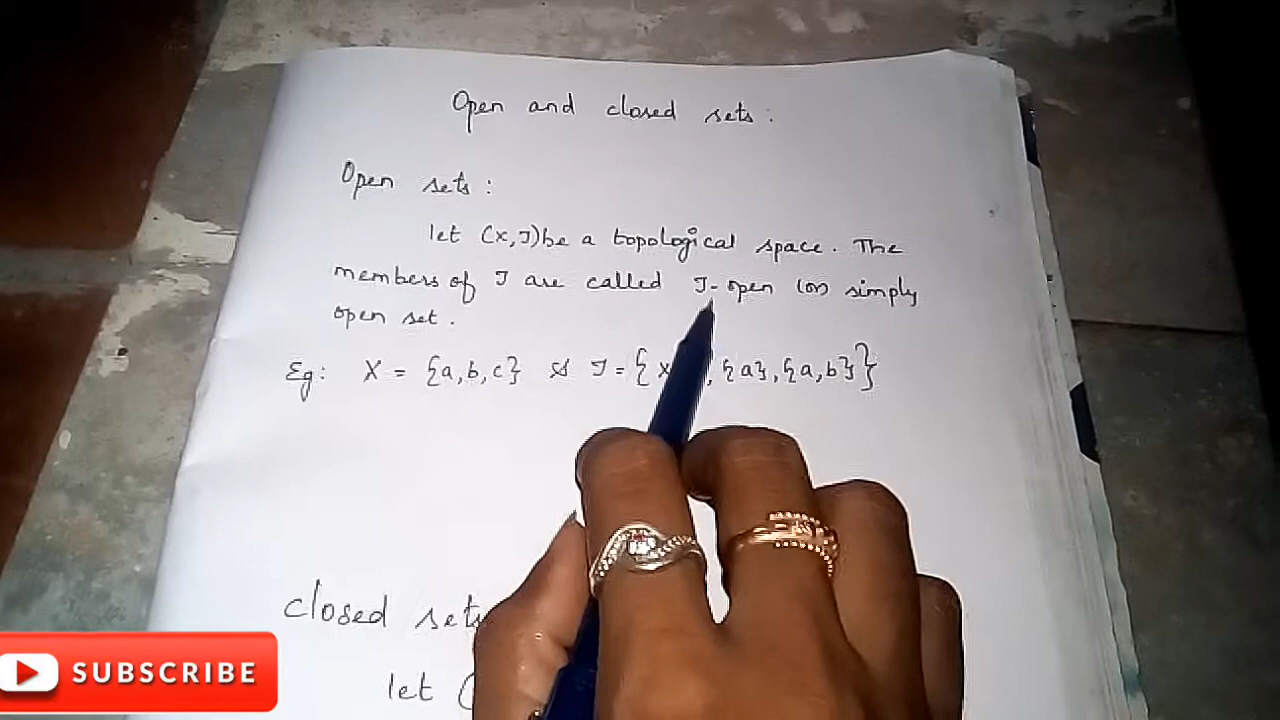 Open and closed sets :
Open sets :
let (X, J) be a topological space. The
members of J are called J-open (or) simply
open set.
Eg: X = {a, b, c} & J = {X , {a}, {a, b}}
closed sets
let (
SUBSCRIBE